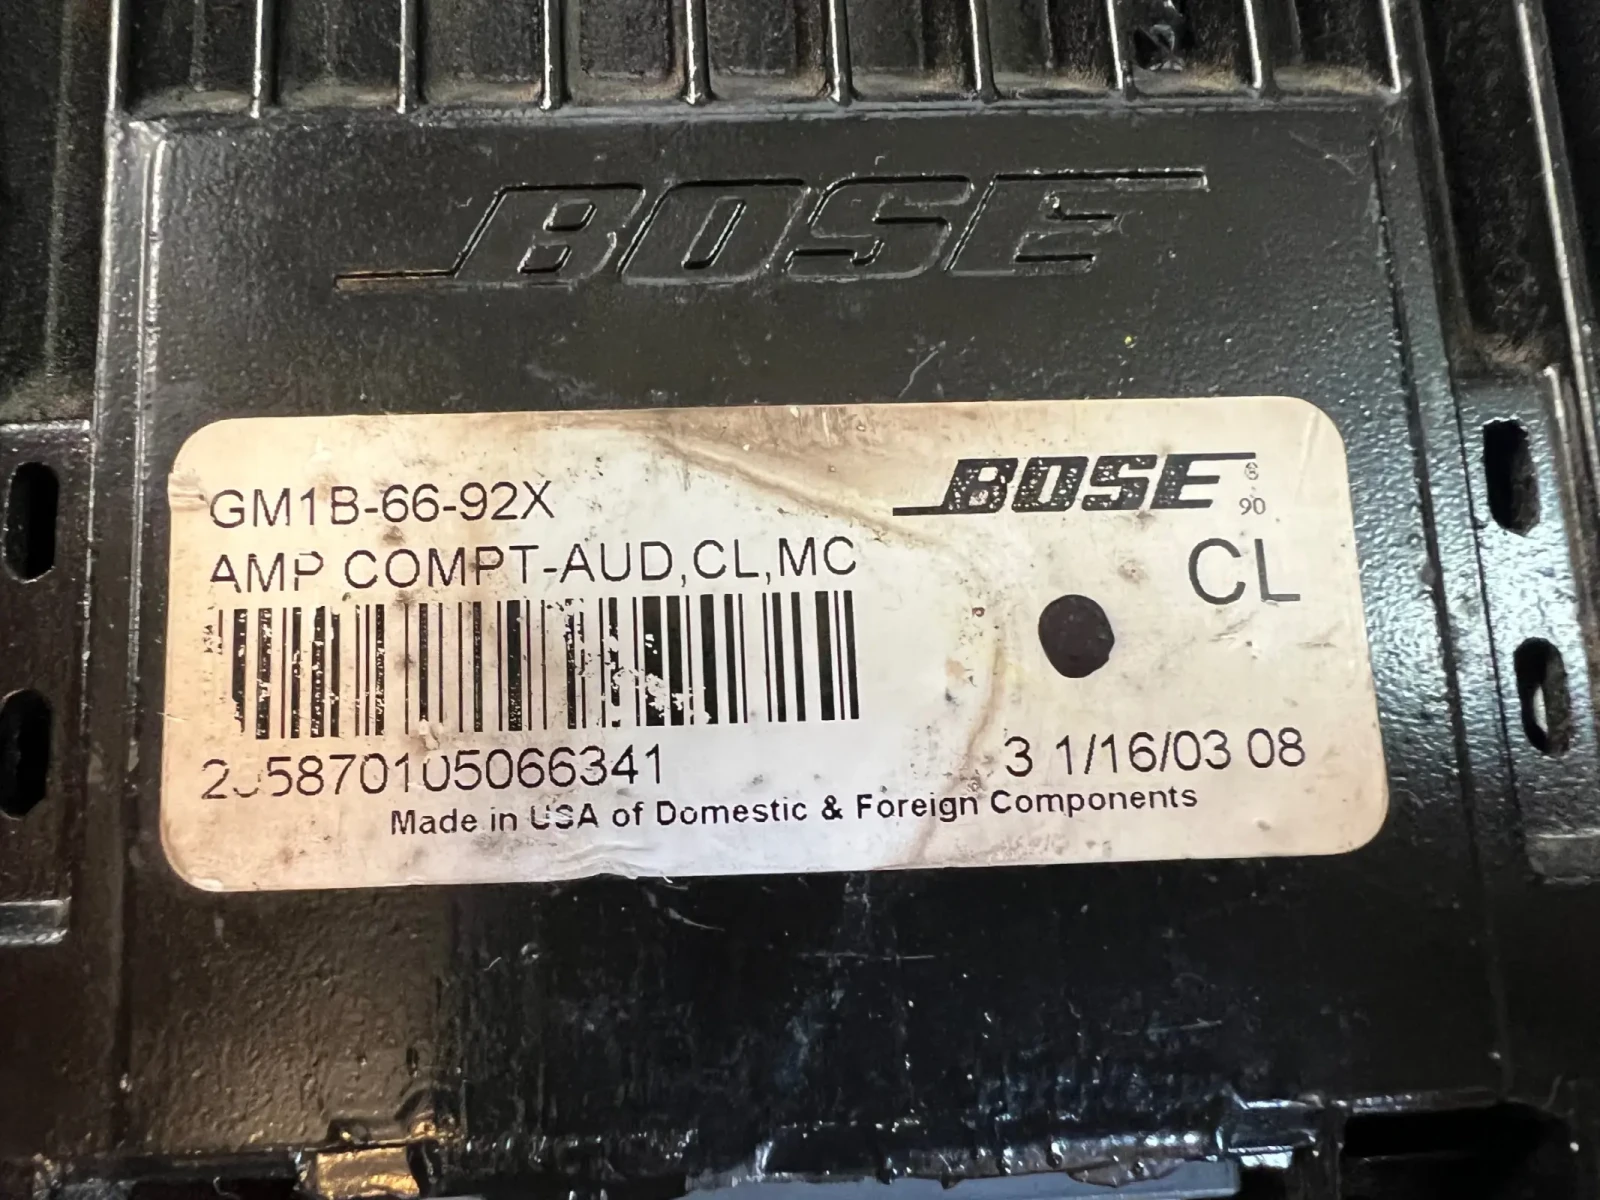 BOSE
GM1B-66-92X
BOSE ®
90
AMP COMPT-AUD,CL,MC
CL
3 1/16/03 08
Made in USA of Domestic & Foreign Components